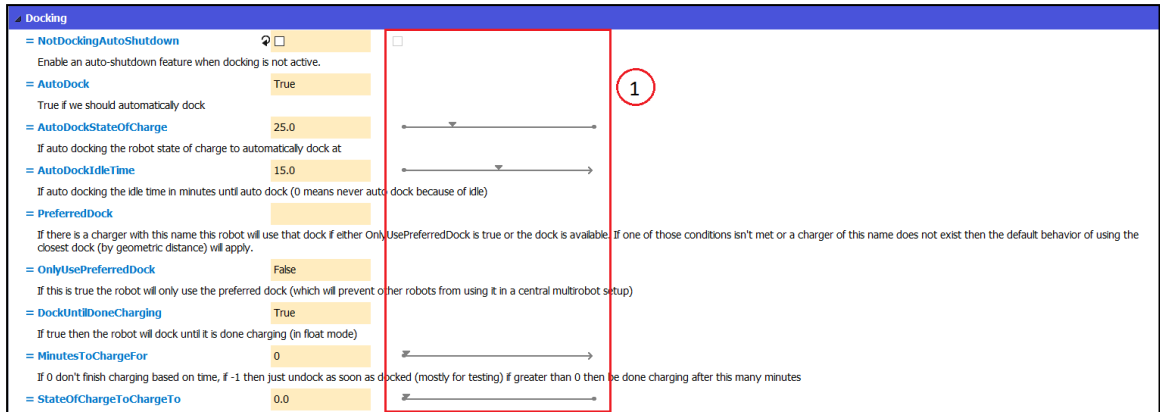 Docking
= NotDockingAutoShutdown
Enable an auto-shutdown feature when docking is not active.
= AutoDock True
True if we should automatically dock
1
= AutoDockStateOfCharge 25.0
If auto docking the robot state of charge to automatically dock at
= AutoDockIdleTime 15.0
If auto docking the idle time in minutes until auto dock (0 means never auto dock because of idle)
= PreferredDock
If there is a charger with this name this robot will use that dock if either OnlyUsePreferredDock is true or the dock is available. If one of those conditions isn't met or a charger of this name does not exist then the default behavior of using the
closest dock (by geometric distance) will apply.
= OnlyUsePreferredDock False
If this is true the robot will only use the preferred dock (which will prevent other robots from using it in a central multirobot setup)
= DockUntilDoneCharging True
If true then the robot will dock until it is done charging (in float mode)
= MinutesToChargeFor 0
If 0 don't finish charging based on time, if -1 then just undock as soon as docked (mostly for testing) if greater than 0 then be done charging after this many minutes
= StateOfChargeToChargeTo 0.0